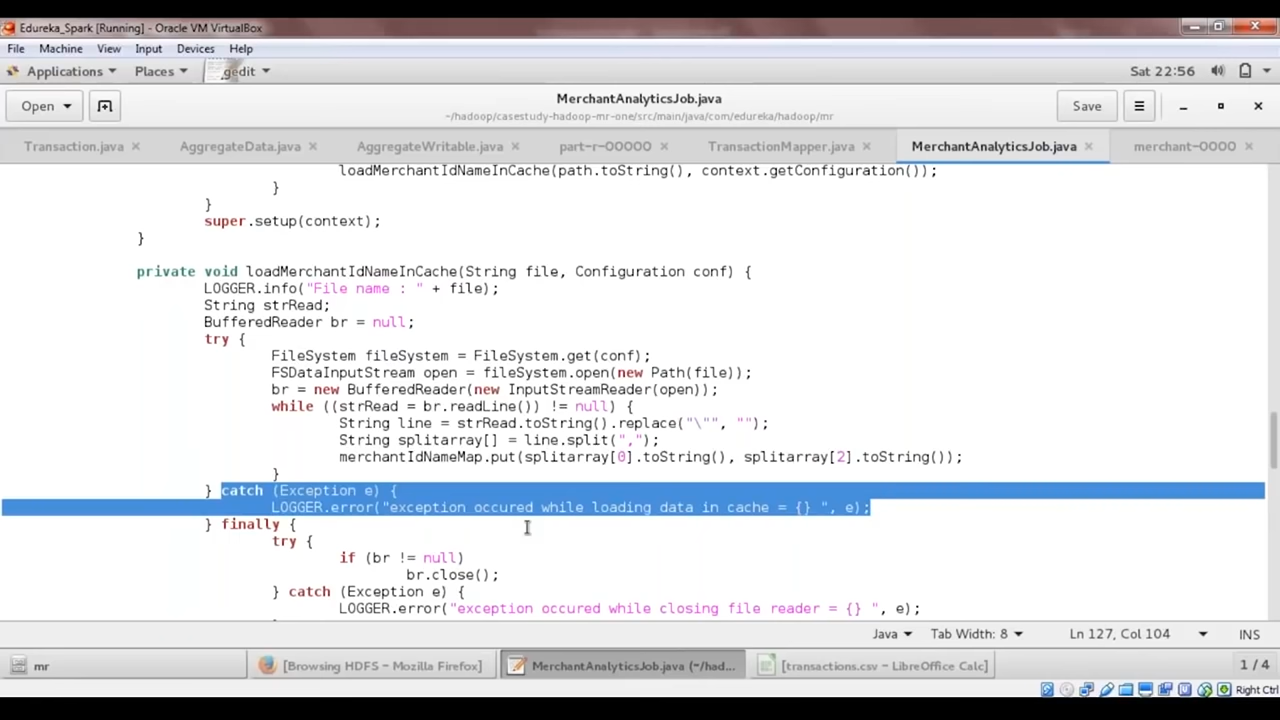 Edureka_Spark [Running] - Oracle VM VirtualBox
File Machine View Input Devices Help
Applications Places gedit Sat 22:56
Open MerchantAnalyticsJob.java Save
~/hadoop/casestudy-hadoop-mr-one/src/main/java/com/edureka/hadoop/mr
Transaction.java × AggregateData.java × AggregateWritable.java × part-r-00000 × TransactionMapper.java × MerchantAnalyticsJob.java × merchant-0000 ×
loadMerchantIdNameInCache(path.toString(), context.getConfiguration());
}
}
super.setup(context);
}
private void loadMerchantIdNameInCache(String file, Configuration conf) {
LOGGER.info("File name : " + file);
String strRead;
BufferedReader br = null;
try {
FileSystem fileSystem = FileSystem.get(conf);
FSDataInputStream open = fileSystem.open(new Path(file));
br = new BufferedReader(new InputStreamReader(open));
while ((strRead = br.readLine()) != null) {
String line = strRead.toString().replace("\"", "");
String splitarray[] = line.split(",");
merchantIdNameMap.put(splitarray[0].toString(), splitarray[2].toString());
}
} catch (Exception e) {
LOGGER.error("exception occured while loading data in cache = {} ", e);
} finally {
try {
if (br != null)
br.close();
} catch (Exception e) {
LOGGER.error("exception occured while closing file reader = {} ", e);
Java Tab Width: 8 Ln 127, Col 104 INS
mr [Browsing HDFS - Mozilla Firefox] MerchantAnalyticsJob.java (~/had... [transactions.csv - LibreOffice Calc] 1 / 4
Right Ctrl